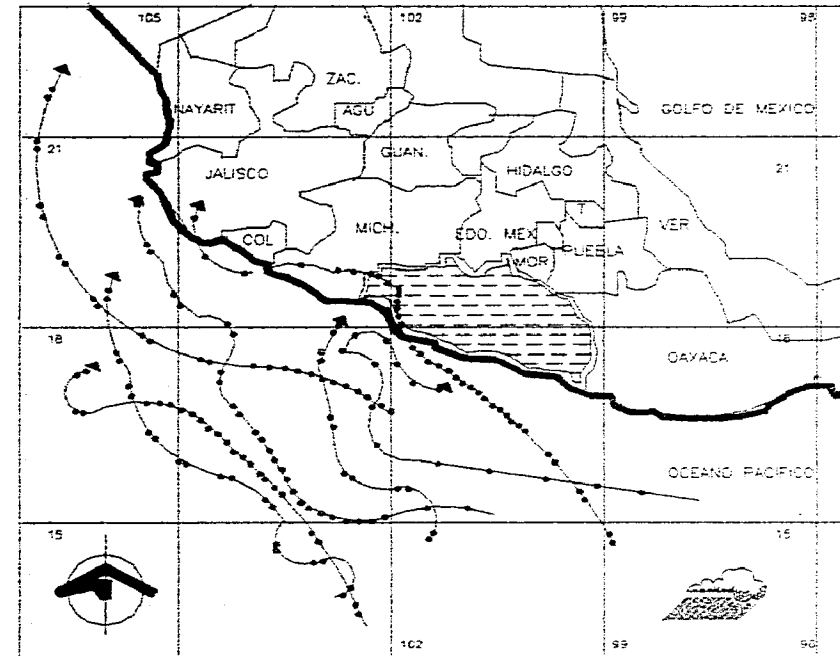 105
102
99
96
ZAC.
NAYARIT
AGU
GOLFO DE MEXICO
21
GUAN.
21
JALISCO
HIDALGO
T
VER
COL
MICH.
EDO. MEX
PUEBLA
MOR
18
18
OAXACA
OCEANO PACIFICO
15
15
102
99
96